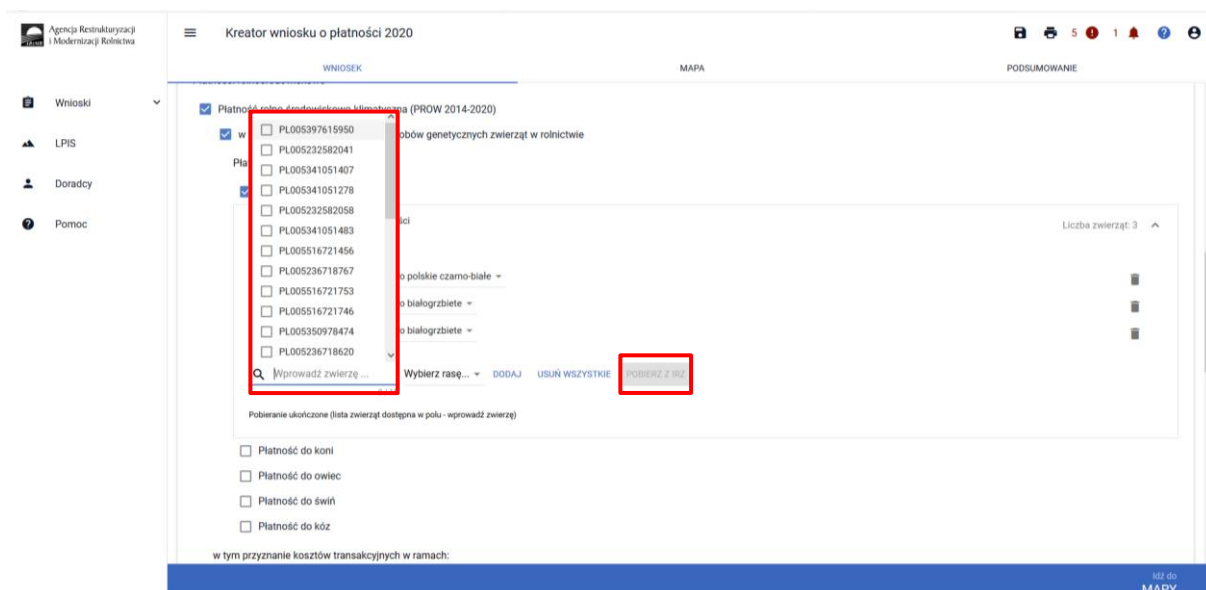 Agencja Restrukturyzacji
i Modernizacji Rolnictwa
Kreator wniosku o płatności 2020
5 1
WNIOSEK MAPA PODSUMOWANIE
Wnioski
LPIS
Doradcy
Pomoc
Płatność rolno-środowiskowo-klimatyczna (PROW 2014-2020)
w obów genetycznych zwierząt w rolnictwie
Pła
ści
Liczba zwierząt: 3
PL005397615950
PL005232582041
PL005341051407
PL005341051278
PL005232582058
PL005341051483
PL005516721456
PL005236718767
PL005516721753
PL005516721746
PL005350978474
PL005236718620
o polskie czarno-białe
o białogrzbiete
o białogrzbiete
Wprowadź zwierzę ... Wybierz rasę... DODAJ USUŃ WSZYSTKIE POBIERZ Z IRZ
Pobieranie ukończone (lista zwierząt dostępna w polu - wprowadź zwierzę)
Płatność do koni
Płatność do owiec
Płatność do świń
Płatność do kóz
w tym przyznanie kosztów transakcyjnych w ramach:
Idź do
MAPY